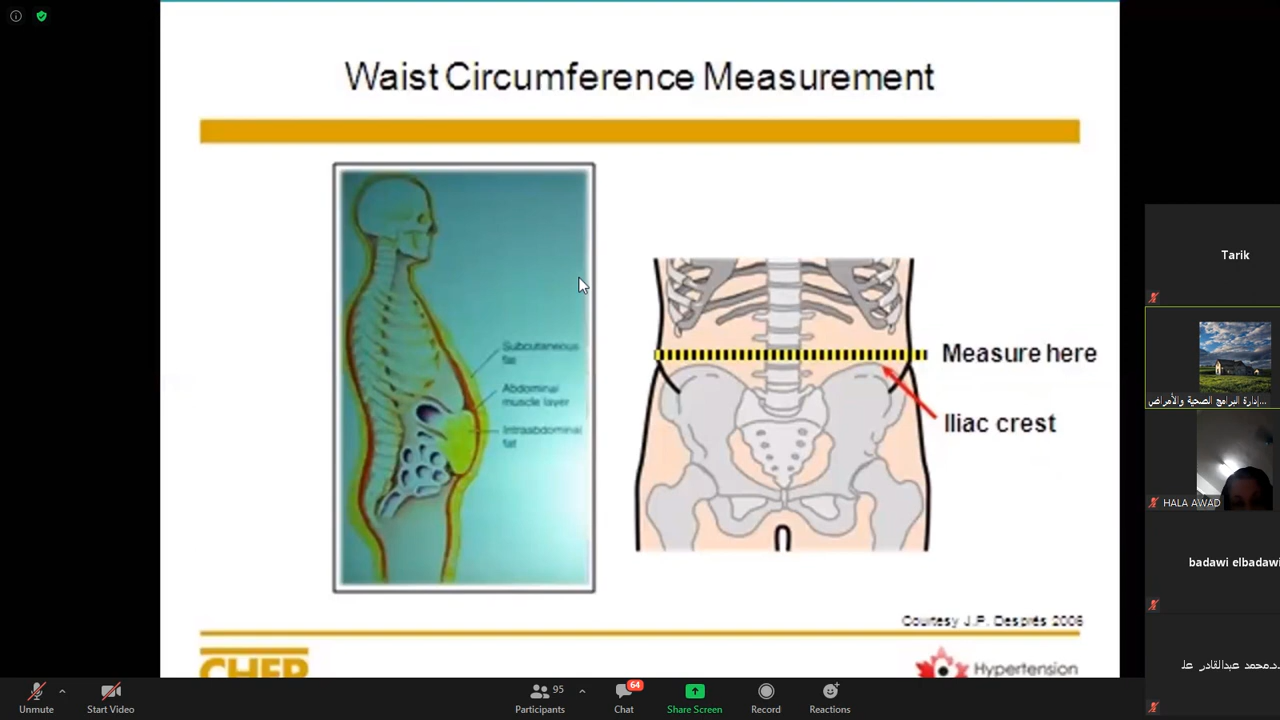 Waist Circumference Measurement
Subcutaneous
fat
Abdominal
muscle layer
Intraabdominal
fat
Measure here
Iliac crest
Courtesy J.P. Després 2006
CHEP
Hypertension
Tarik
إدارة البرامج الصحية والأمراض...
HALA AWAD
badawi elbadawi
د.محمد عبدالقادر عل
Unmute
Start Video
95
Participants
64
Chat
Share Screen
Record
Reactions